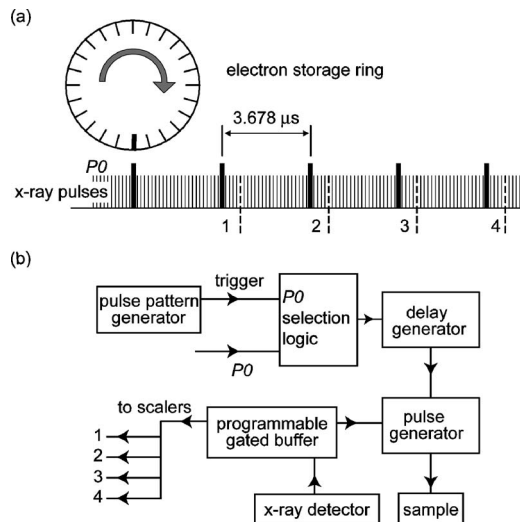 (a)
electron storage ring
3.678 µs
P0
x-ray pulses
1 2 3 4
(b)
trigger
pulse pattern
generator
P0
selection
logic
delay
generator
P0
to scalers
programmable
gated buffer
pulse
generator
1
2
3
4
x-ray detector
sample